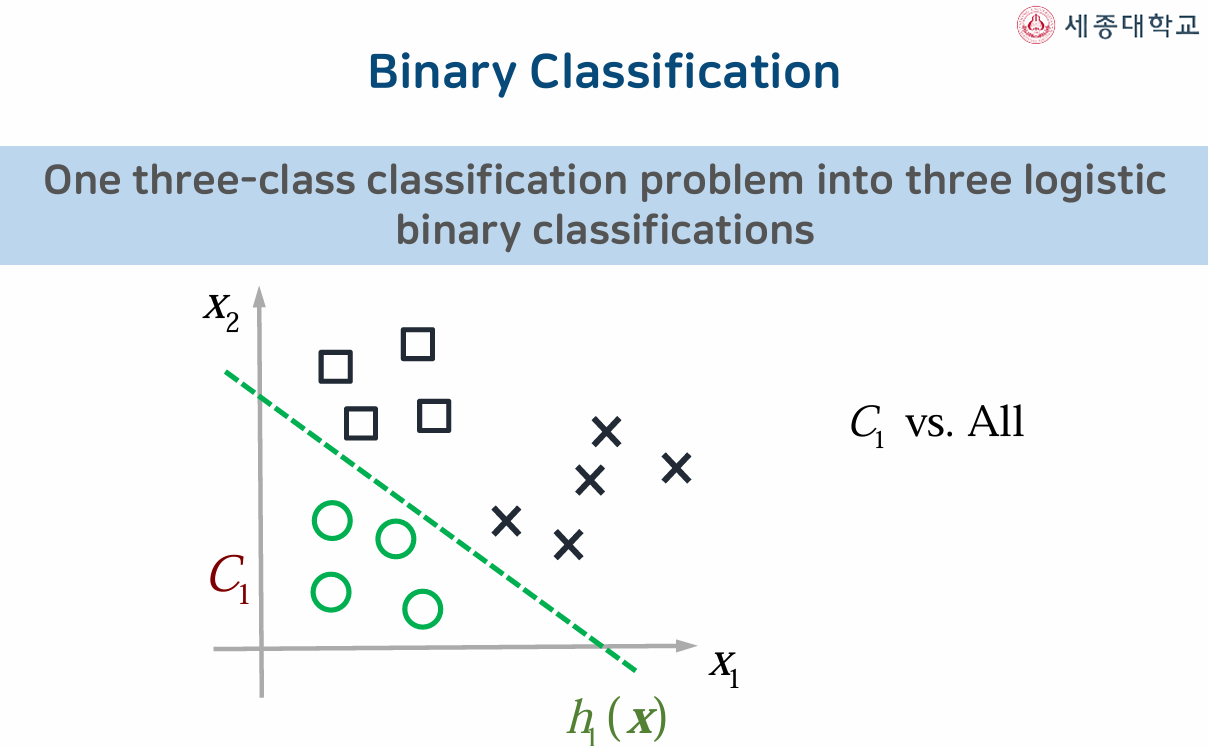 세종대학교
Binary Classification
One three-class classification problem into three logistic
binary classifications
x₂
C₁ vs. All
C₁
x₁
h₁(x)